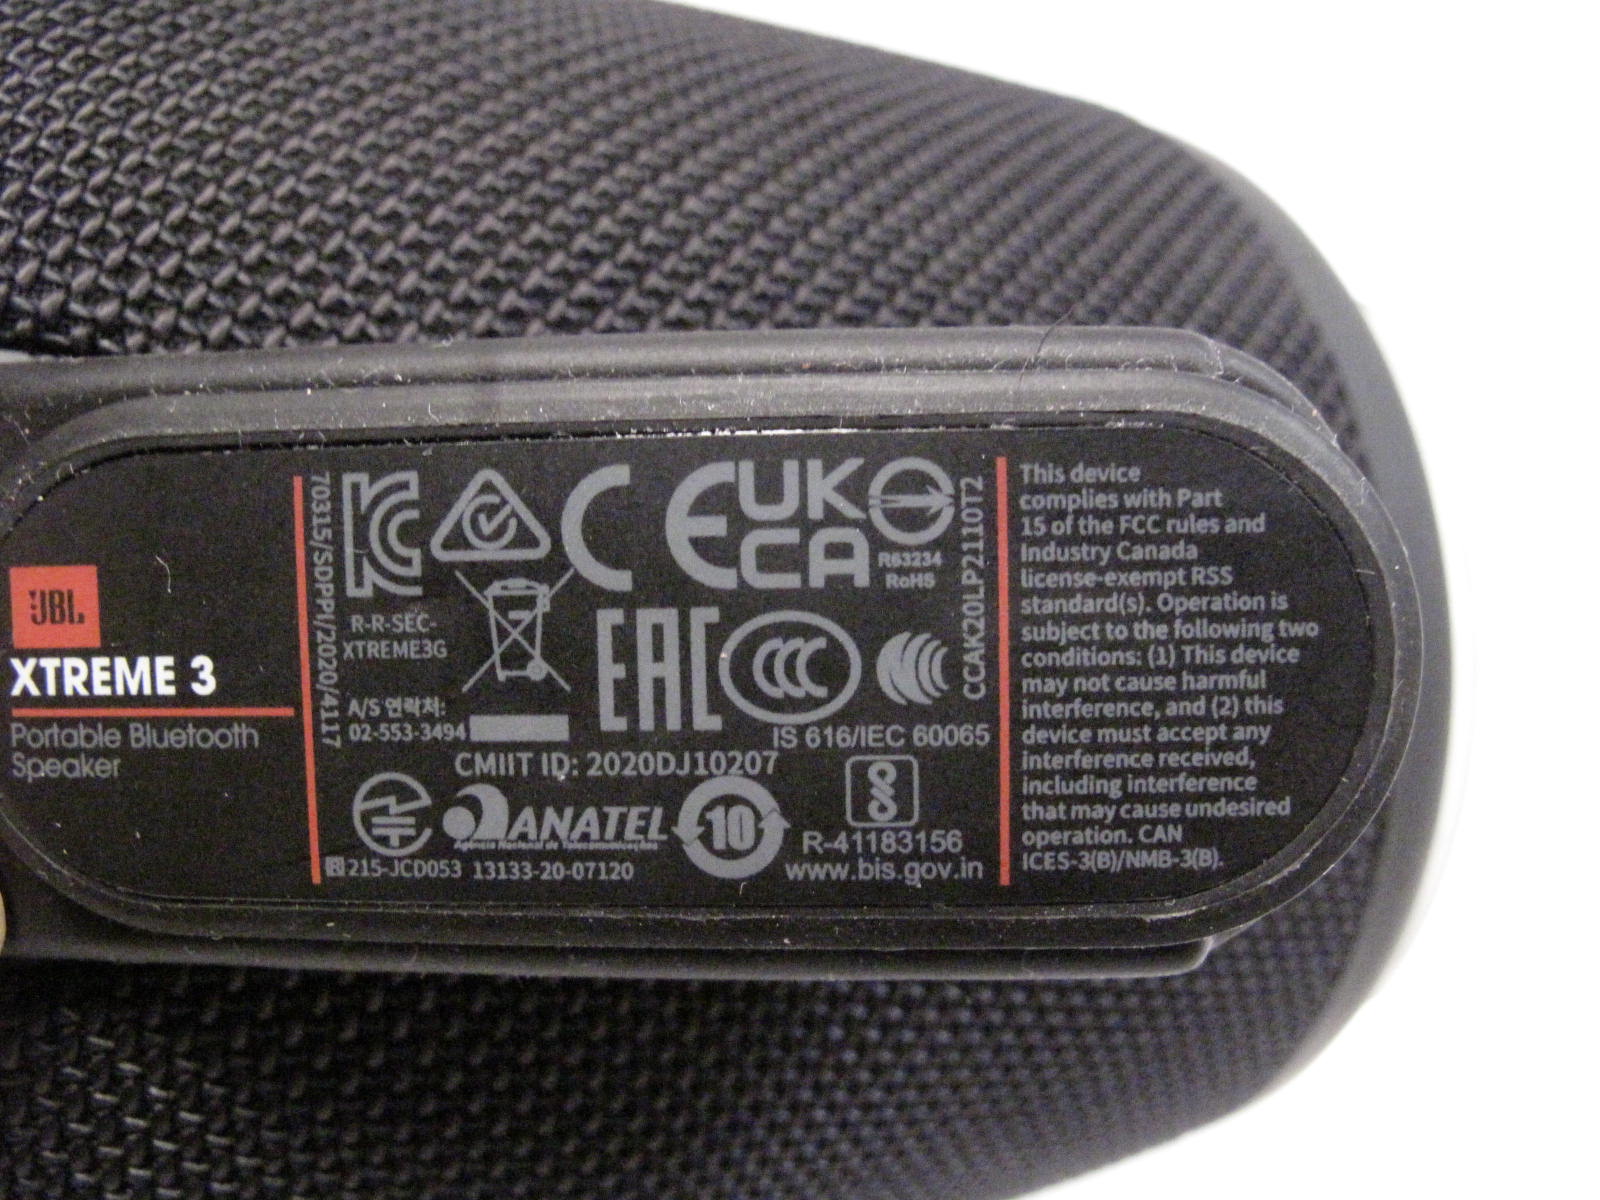 JBL
XTREME 3
Portable Bluetooth
Speaker
70315/SDPPI/2020/4117
R-R-SEC-
XTREME3G
A/S 연락처:
02-553-3494
CE
UK
CA
R63234
RoHS
CCAK20LP2110T2
EAC
CCC
IS 616/IEC 60065
CMIIT ID: 2020DJ10207
ANATEL
Agência Nacional de Telecomunicações
10
R-41183156
www.bis.gov.in
R 215-JCD053 13133-20-07120
This device
complies with Part
15 of the FCC rules and
Industry Canada
license-exempt RSS
standard(s). Operation is
subject to the following two
conditions: (1) This device
may not cause harmful
interference, and (2) this
device must accept any
interference received,
including interference
that may cause undesired
operation. CAN
ICES-3(B)/NMB-3(B).